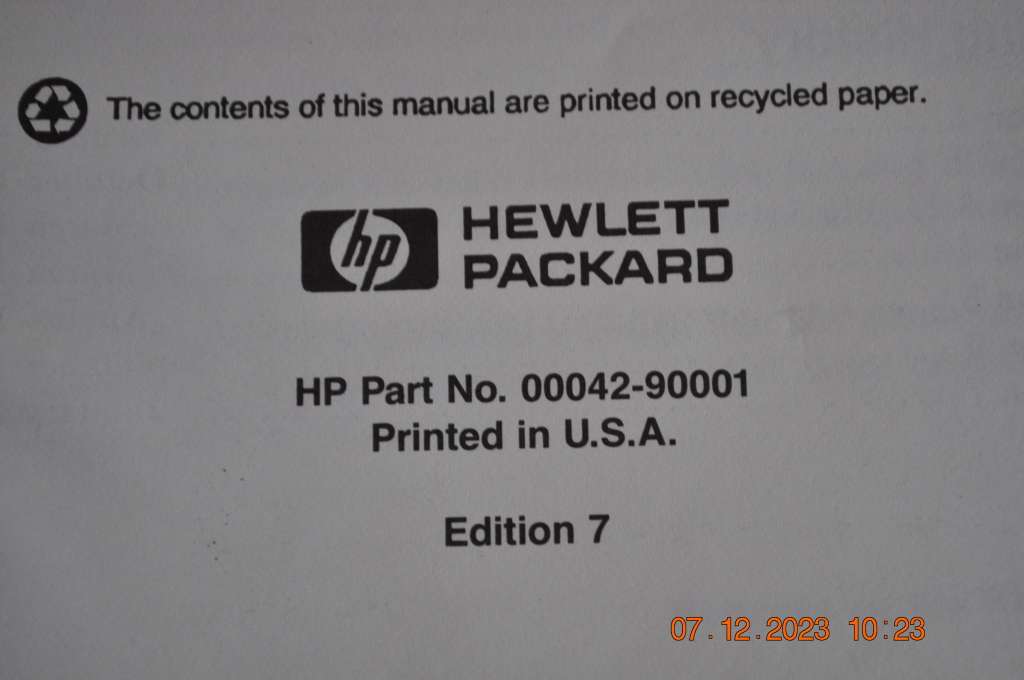 The contents of this manual are printed on recycled paper.
hp HEWLETT
PACKARD
HP Part No. 00042-90001
Printed in U.S.A.
Edition 7
07.12.2023 10:23